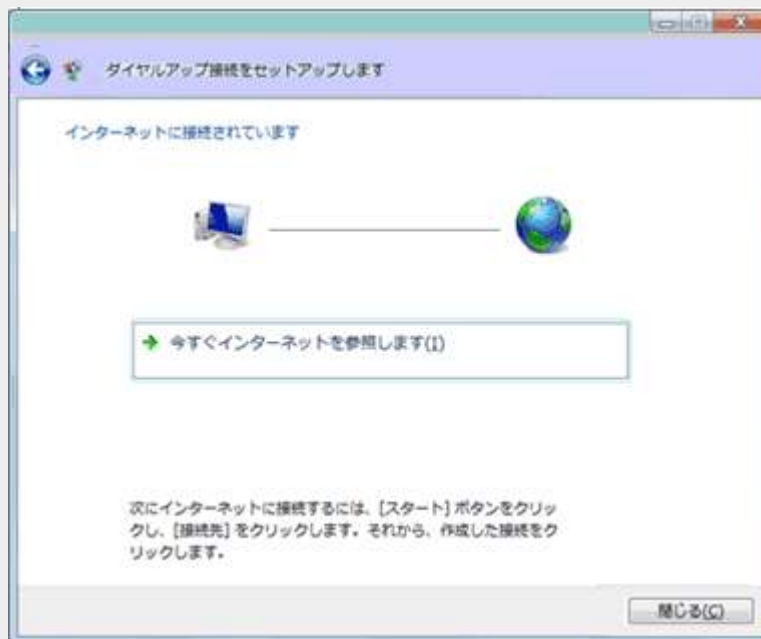 ダイヤルアップ接続をセットアップします
インターネットに接続されています
今すぐインターネットを参照します(I)
次にインターネットに接続するには、[スタート] ボタンをクリッ
クし、[接続先] をクリックします。それから、作成した接続をク
リックします。
閉じる(C)